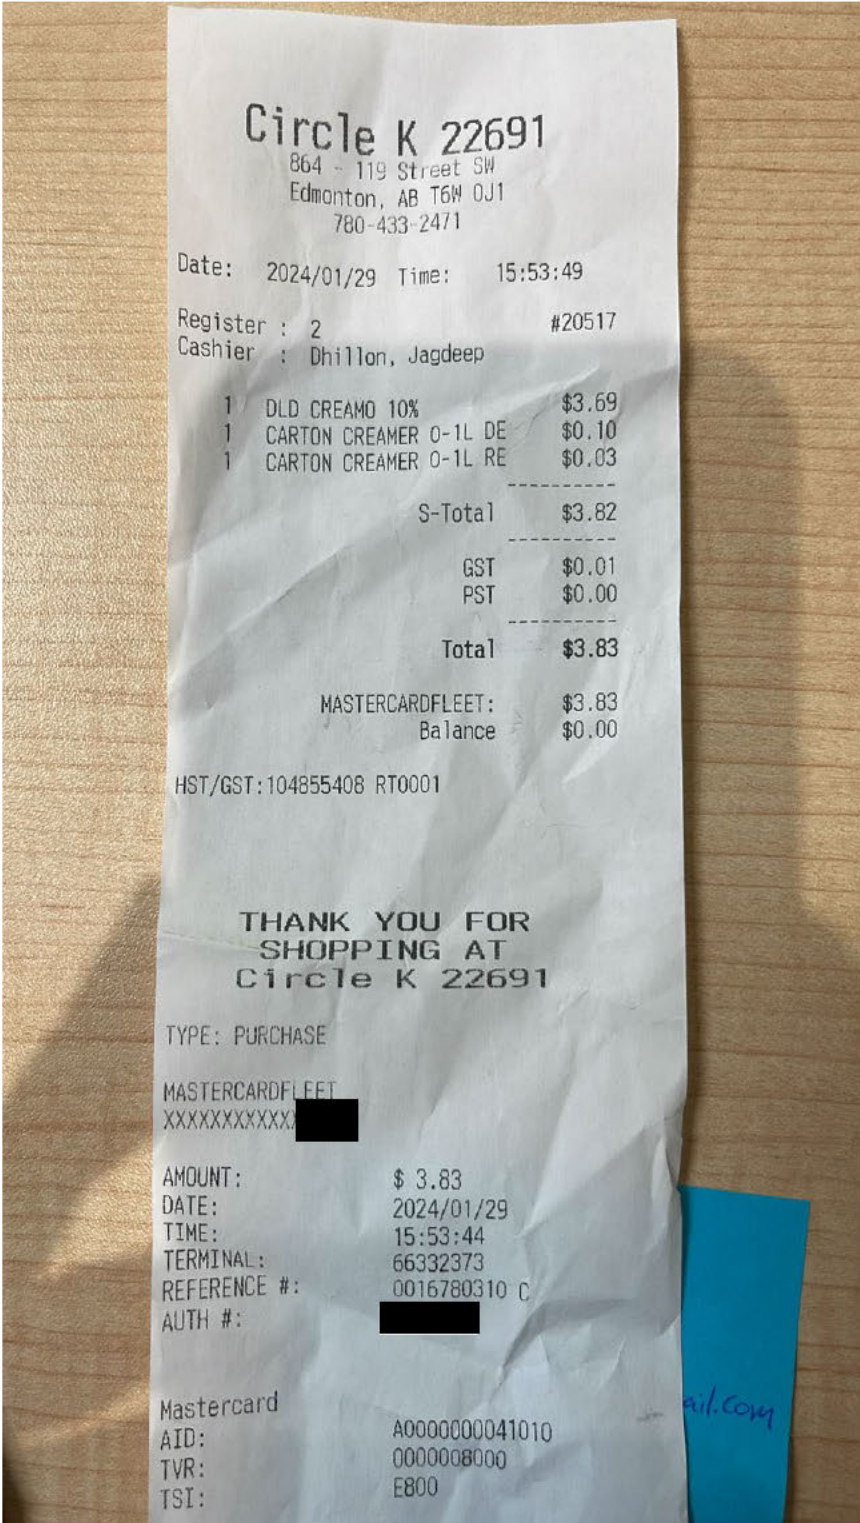 Circle K 22691
864 - 119 Street SW
Edmonton, AB T6W 0J1
780-433-2471
Date: 2024/01/29 Time: 15:53:49
Register : 2 #20517
Cashier : Dhillon, Jagdeep
1 DLD CREAMO 10% $3.69
1 CARTON CREAMER 0-1L DE $0.10
1 CARTON CREAMER 0-1L RE $0.03
----------
S-Total $3.82
----------
GST $0.01
PST $0.00
----------
Total $3.83
MASTERCARDFLEET: $3.83
Balance $0.00
HST/GST:104855408 RT0001
THANK YOU FOR
SHOPPING AT
Circle K 22691
TYPE: PURCHASE
MASTERCARDFLEET
XXXXXXXXXXXX
AMOUNT: $ 3.83
DATE: 2024/01/29
TIME: 15:53:44
TERMINAL: 66332373
REFERENCE #: 0016780310 C
AUTH #:
Mastercard
AID: A0000000041010
TVR: 0000008000
TSI: E800
ail.com